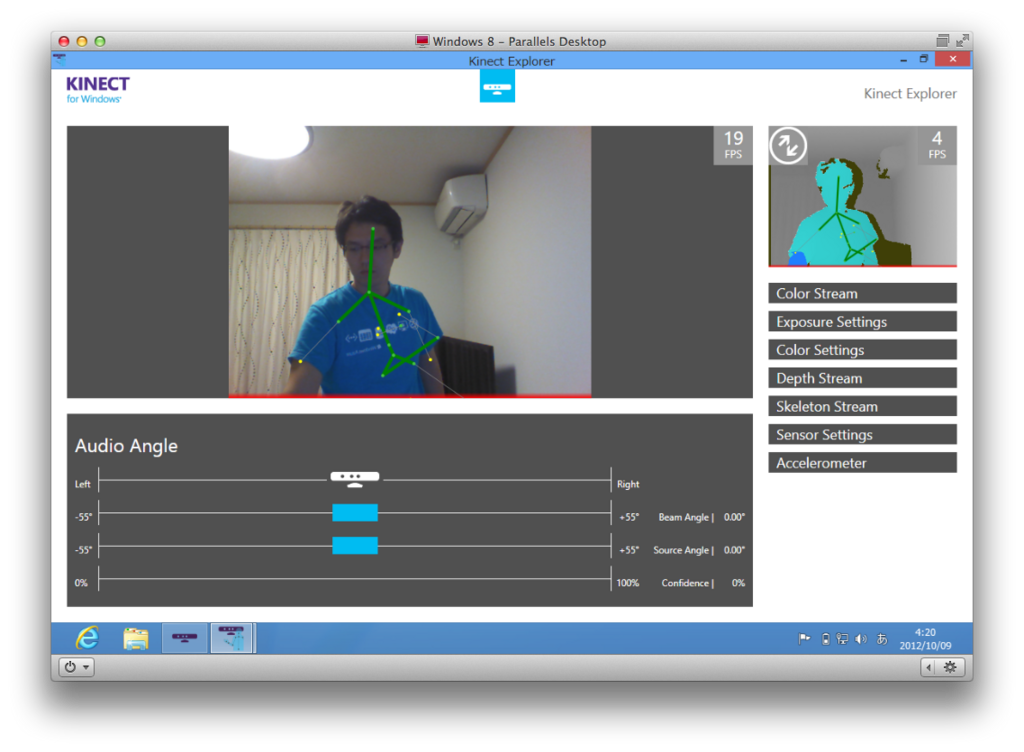 Windows 8 - Parallels Desktop
Kinect Explorer
KINECT
for Windows®
Kinect Explorer
19
FPS
4
FPS
Color Stream
Exposure Settings
Color Settings
Depth Stream
Skeleton Stream
Sensor Settings
Accelerometer
Audio Angle
Left
Right
-55°
+55°
Beam Angle | 0.00°
-55°
+55°
Source Angle | 0.00°
0%
100%
Confidence | 0%
あ
4:20
2012/10/09